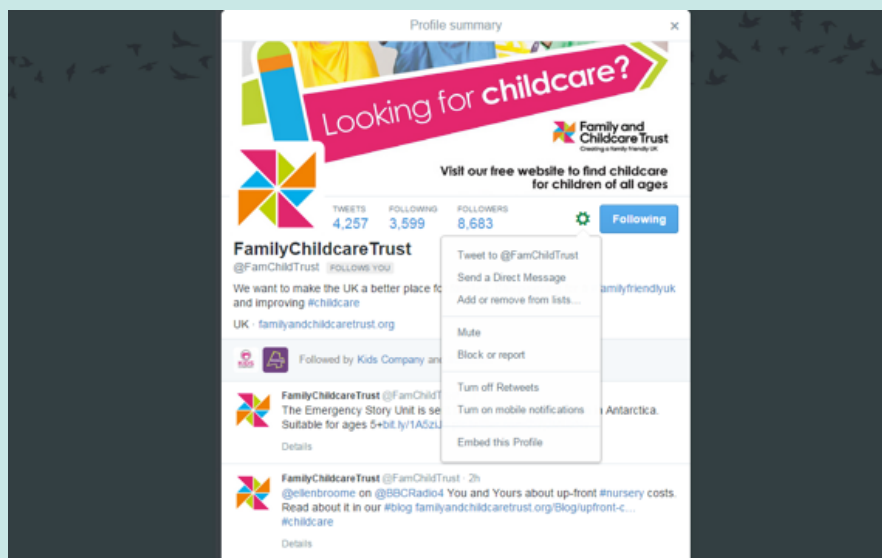 Profile summary
×
Looking for childcare?
Family and
Childcare Trust
Creating a family friendly UK
Visit our free website to find childcare
for children of all ages
TWEETS FOLLOWING FOLLOWERS
4,257 3,599 8,683
Following
FamilyChildcareTrust
@FamChildTrust FOLLOWS YOU
We want to make the UK a better place fo amilyfriendlyuk
and improving #childcare
UK · familyandchildcaretrust.org
Followed by Kids Company and
Tweet to @FamChildTrust
Send a Direct Message
Add or remove from lists...
Mute
Block or report
Turn off Retweets
Turn on mobile notifications
Embed this Profile
FamilyChildcareTrust @FamChildT
The Emergency Story Unit is se n Antarctica.
Suitable for ages 5+bit.ly/1A5ziJ
Details
FamilyChildcareTrust @FamChildTrust · 2h
@ellenbroome on @BBCRadio4 You and Yours about up-front #nursery costs.
Read about it in our #blog familyandchildcaretrust.org/Blog/upfront-c...
#childcare
Details